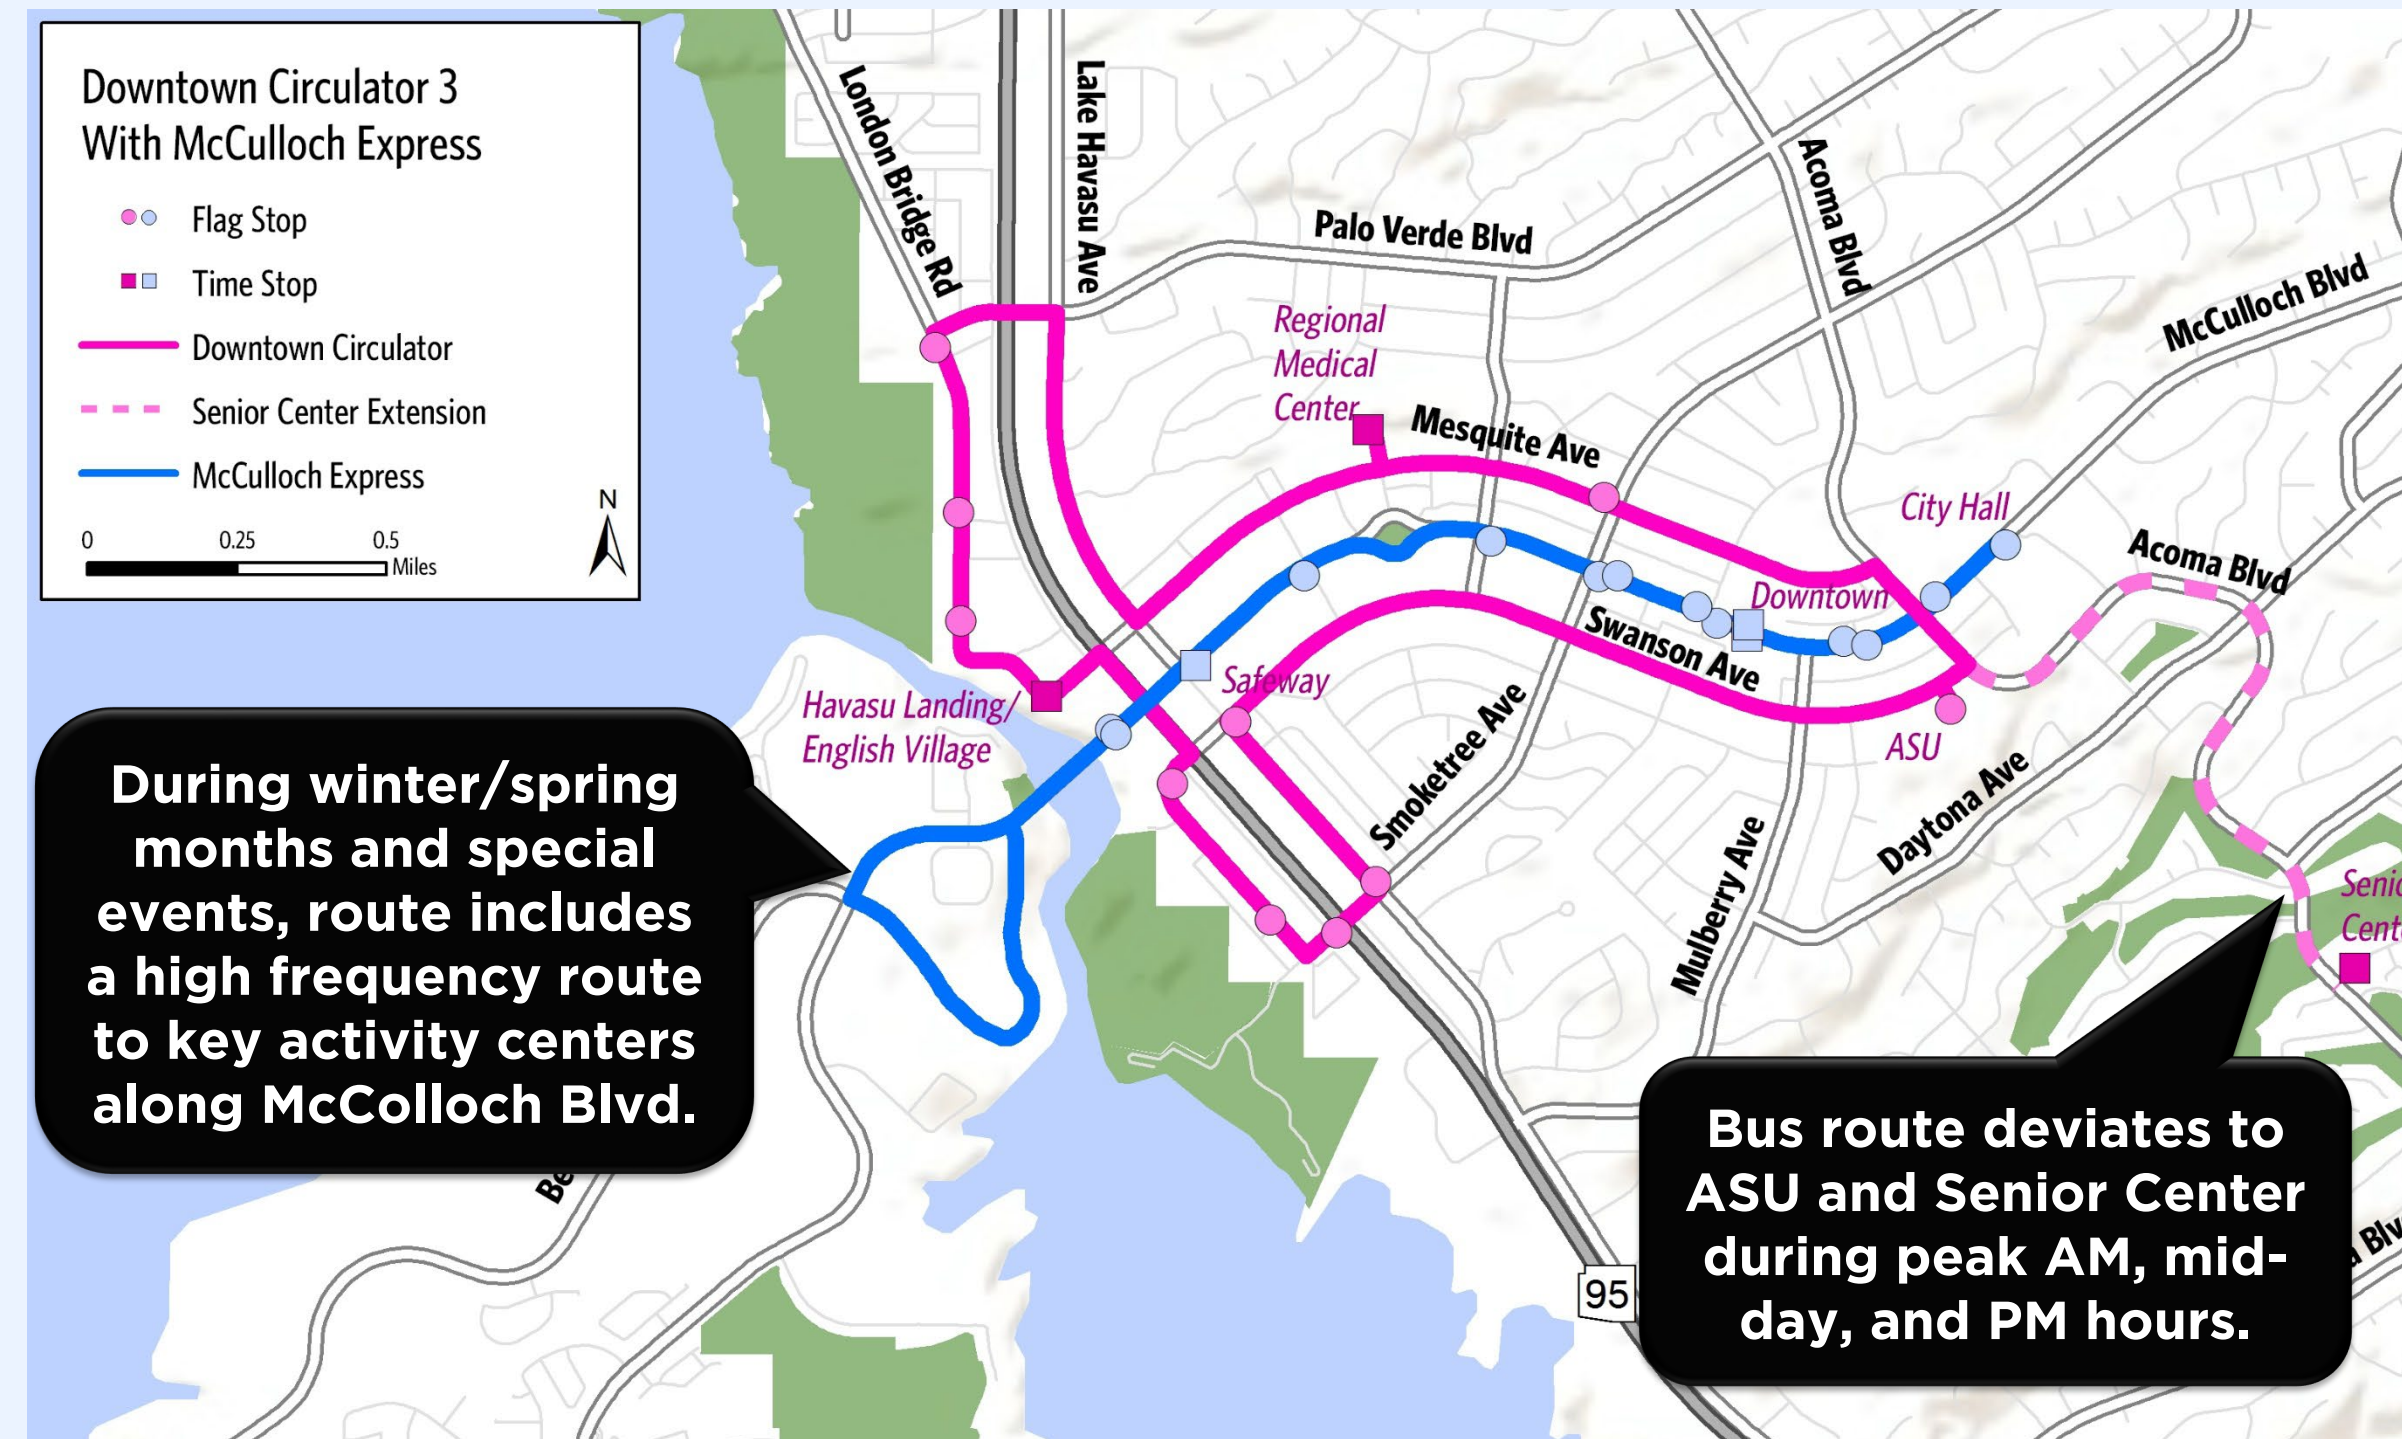 Downtown Circulator 3
With McCulloch Express
Flag Stop
Time Stop
Downtown Circulator
Senior Center Extension
McCulloch Express
N
0 0.25 0.5
Miles
London Bridge Rd
Lake Havasu Ave
Palo Verde Blvd
Acoma Blvd
McCulloch Blvd
Regional
Medical
Center
Mesquite Ave
City Hall
Acoma Blvd
Downtown
Swanson Ave
Safeway
Havasu Landing/
English Village
Smoketree Ave
ASU
Daytona Ave
Mulberry Ave
Senic
Cent
During winter/spring
months and special
events, route includes
a high frequency route
to key activity centers
along McColloch Blvd.
Be
Bus route deviates to
ASU and Senior Center
during peak AM, mid-
day, and PM hours.
95
a Blv